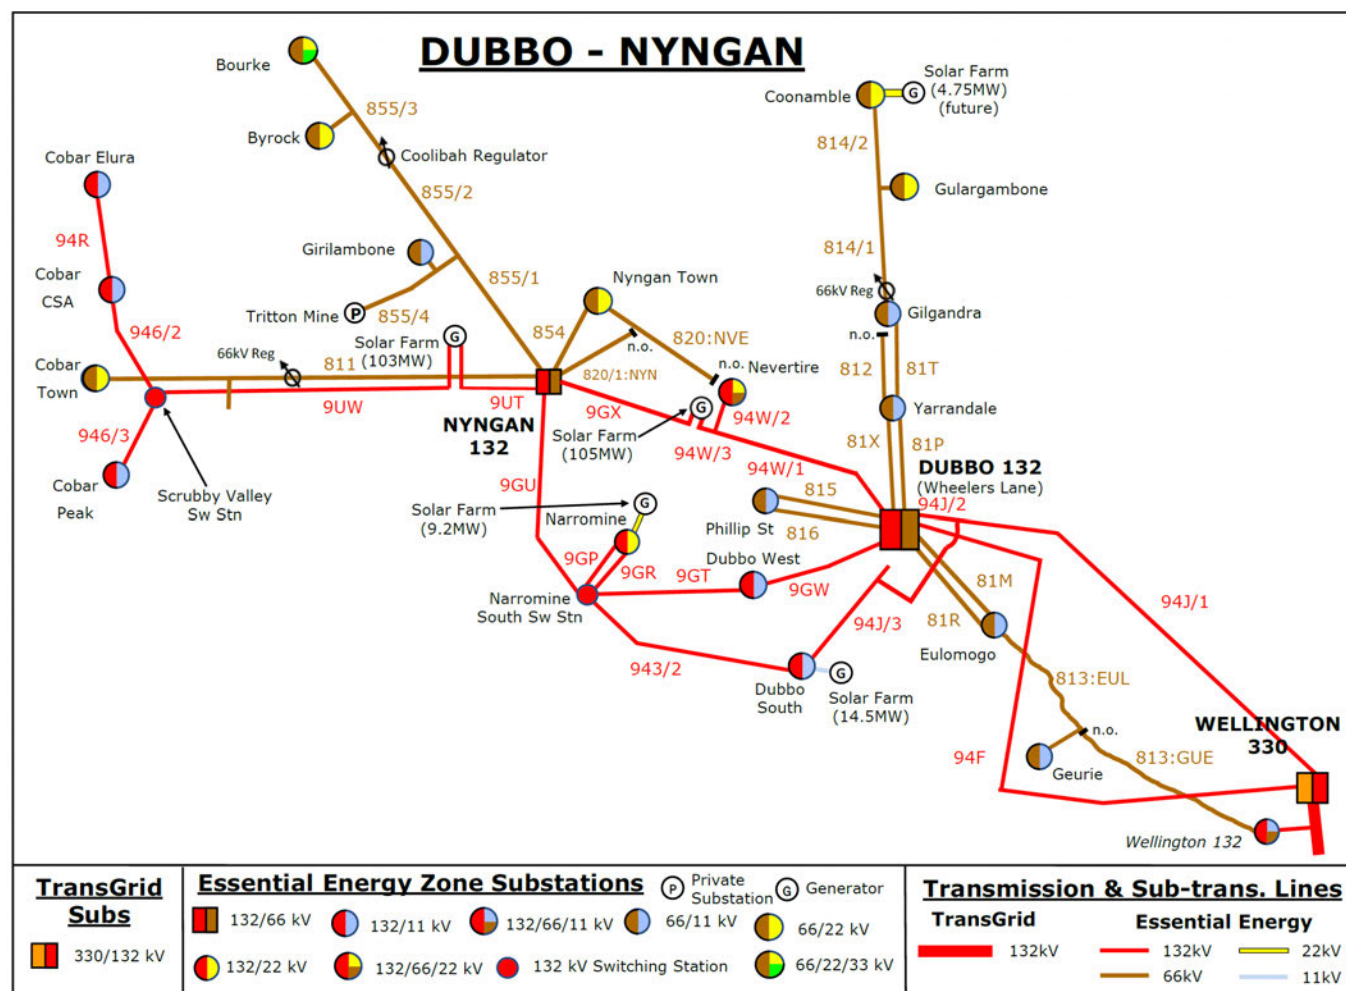 DUBBO - NYNGAN
Bourke
855/3
Byrock
Coolibah Regulator
855/2
Cobar Elura
94R
Cobar
CSA
946/2
Girilambone
Tritton Mine
P
855/4
855/1
Solar Farm
(103MW)
G
Cobar
Town
66kV Reg
811
9UW
9UT
946/3
Cobar
Peak
Scrubby Valley
Sw Stn
NYNGAN
132
Nyngan Town
854
820:NVE
n.o.
820/1:NYN
n.o.
Nevertire
9GX
G
Solar Farm
(105MW)
94W/2
94W/3
94W/1
9GU
Coonamble
G
Solar Farm
(4.75MW)
(future)
814/2
Gulargambone
814/1
66kV Reg
Gilgandra
n.o.
812
81T
Yarrandale
81X
81P
DUBBO 132
(Wheelers Lane)
94J/2
815
Phillip St
816
Solar Farm
(9.2MW)
G
Narromine
9GP
9GR
Narromine
South Sw Stn
9GT
Dubbo West
9GW
943/2
94J/3
Dubbo
South
G
Solar Farm
(14.5MW)
81M
81R
Eulomogo
94J/1
813:EUL
n.o.
Geurie
94F
813:GUE
WELLINGTON
330
Wellington 132
TransGrid
Subs
330/132 kV
Essential Energy Zone Substations
P
Private
Substation
G
Generator
132/66 kV
132/11 kV
132/66/11 kV
66/11 kV
66/22 kV
132/22 kV
132/66/22 kV
132 kV Switching Station
66/22/33 kV
Transmission & Sub-trans. Lines
TransGrid
Essential Energy
132kV
132kV
22kV
66kV
11kV